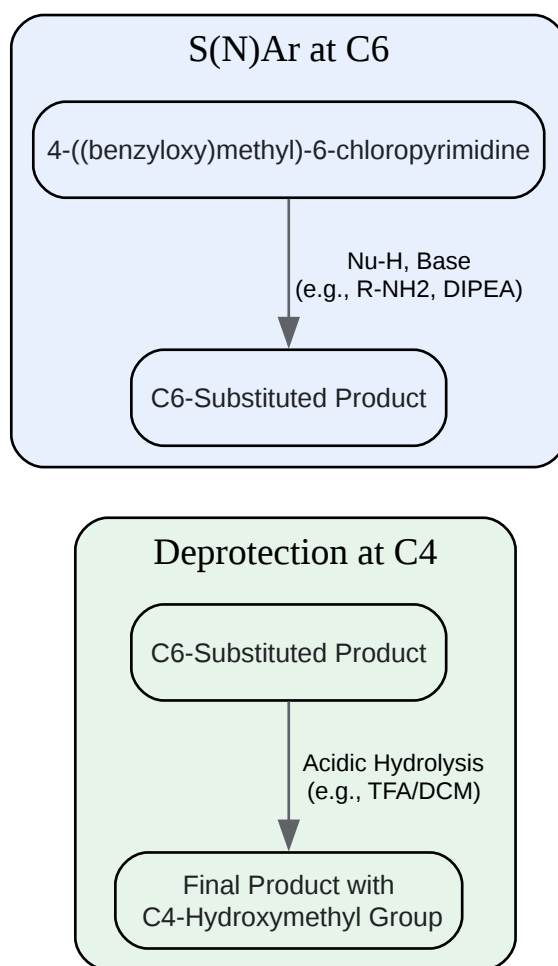 S(N)Ar at C6
4-((benzyloxy)methyl)-6-chloropyrimidine
Nu-H, Base
(e.g., R-NH2, DIPEA)
C6-Substituted Product
Deprotection at C4
C6-Substituted Product
Acidic Hydrolysis
(e.g., TFA/DCM)
Final Product with
C4-Hydroxymethyl Group